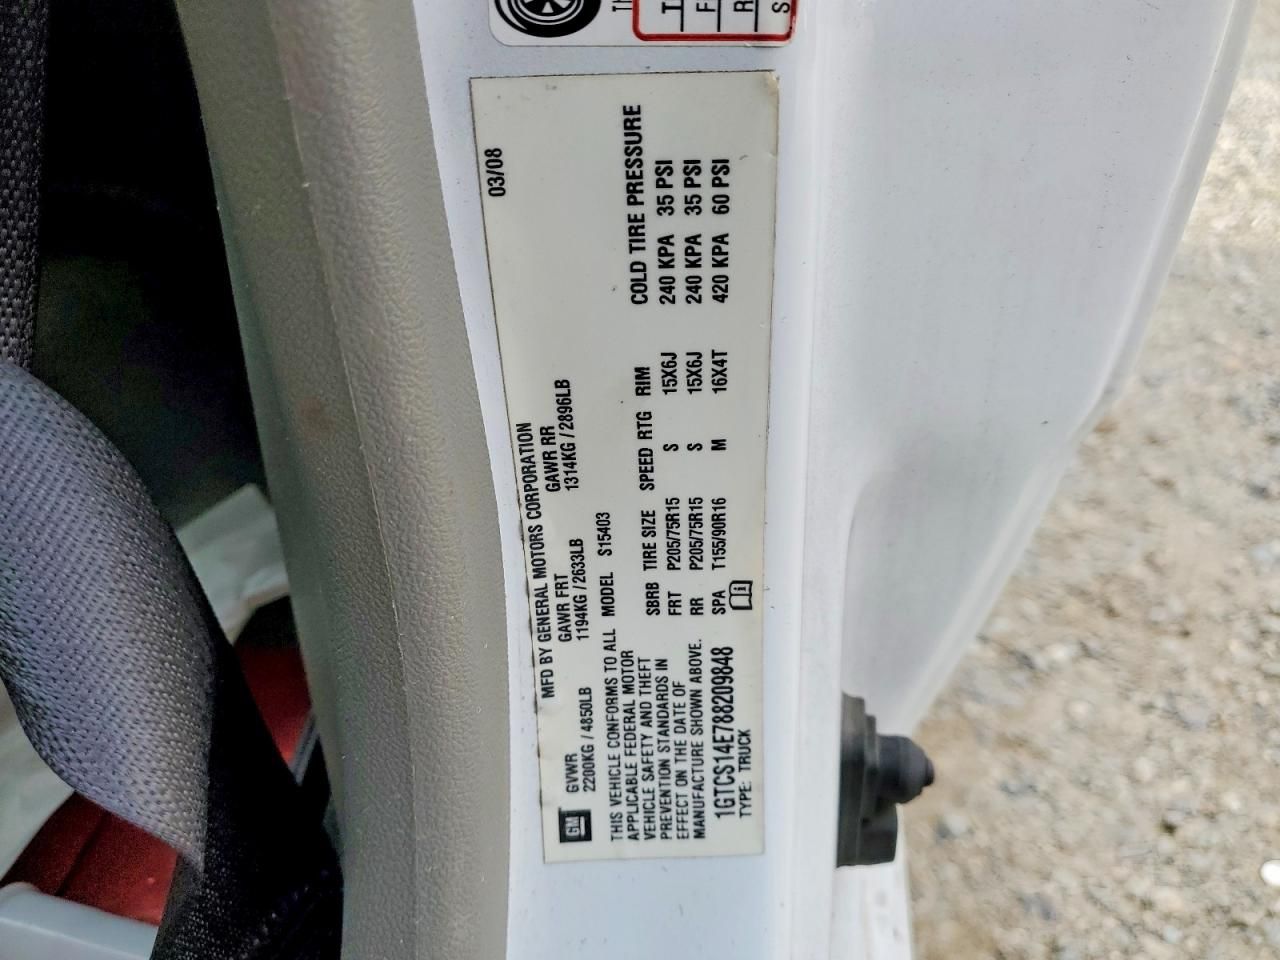 03/08
MFD BY GENERAL MOTORS CORPORATION
GM
GVWR GAWR FRT GAWR RR
2200KG / 4850LB 1194KG / 2633LB 1314KG / 2896LB
THIS VEHICLE CONFORMS TO ALL
APPLICABLE FEDERAL MOTOR
VEHICLE SAFETY AND THEFT
PREVENTION STANDARDS IN
EFFECT ON THE DATE OF
MANUFACTURE SHOWN ABOVE.
1GTCS14E788209848
TYPE: TRUCK
MODEL S15403
SBRB TIRE SIZE SPEED RTG RIM COLD TIRE PRESSURE
FRT P205/75R15 S 15X6J 240 KPA 35 PSI
RR P205/75R15 S 15X6J 240 KPA 35 PSI
SPA T155/90R16 M 16X4T 420 KPA 60 PSI